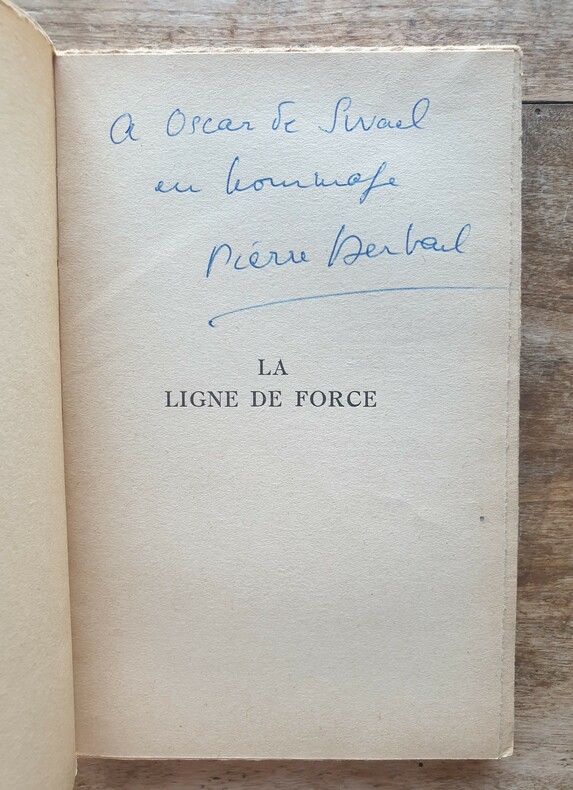 A Oscar de Swael
en hommage
Pierre Herbart
LA
LIGNE DE FORCE